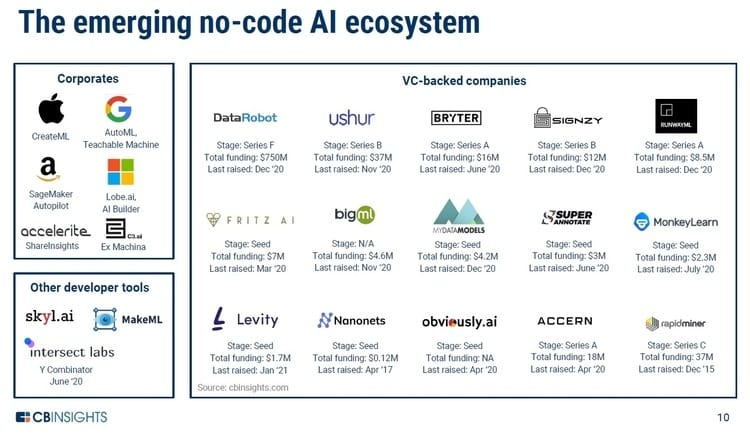 The emerging no-code AI ecosystem
Corporates
CreateML
AutoML,
Teachable Machine
a
SageMaker
Autopilot
Lobe.ai,
AI Builder
accelerite
ShareInsights
C3.ai
Ex Machina
Other developer tools
skyl.ai
MakeML
intersect labs
Y Combinator
June '20
VC-backed companies
DataRobot
Stage: Series F
Total funding: $750M
Last raised: Dec '20
ushur
Stage: Series B
Total funding: $37M
Last raised: Nov '20
BRYTER
Stage: Series A
Total funding: $16M
Last raised: June '20
SIGNZY
Stage: Series B
Total funding: $12M
Last raised: Dec '20
RUNWAYML
Stage: Series A
Total funding: $8.5M
Last raised: Dec '20
FRITZ AI
Stage: Seed
Total funding: $7M
Last raised: Mar '20
bigml
Stage: N/A
Total funding: $4.6M
Last raised: Nov '20
MYDATAMODELS
Stage: Seed
Total funding: $4.2M
Last raised: Dec '20
SUPER
ANNOTATE
Stage: Seed
Total funding: $3M
Last raised: June '20
MonkeyLearn
Stage: Seed
Total funding: $2.3M
Last raised: July '20
Levity
Stage: Seed
Total funding: $1.7M
Last raised: Jan '21
Nanonets
Stage: Seed
Total funding: $0.12M
Last raised: Apr '17
obviously.ai
Stage: Seed
Total funding: NA
Last raised: Apr '20
ACCERN
Stage: Series A
Total funding: 18M
Last raised: Apr '20
rapidminer
Stage: Series C
Total funding: 37M
Last raised: Dec '15
Source: cbinsights.com
CBINSIGHTS
10